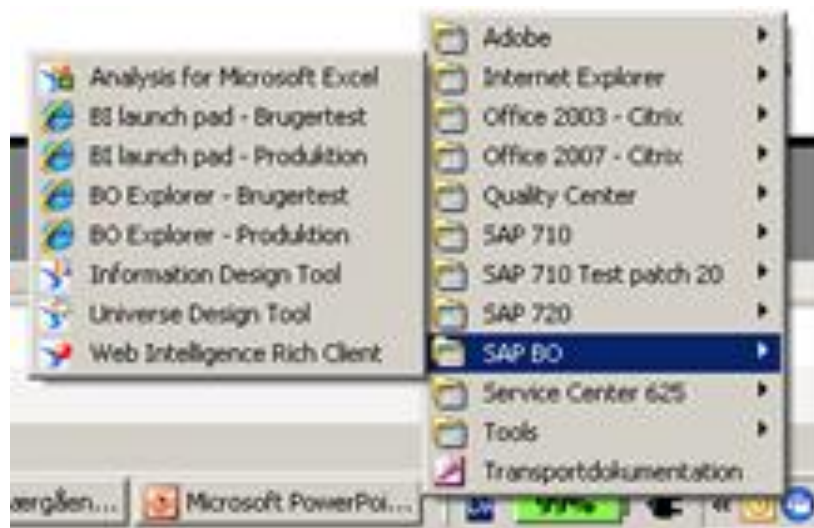 Adobe
Internet Explorer
Office 2003 - Citrix
Office 2007 - Citrix
Quality Center
SAP 710
SAP 710 Test patch 20
SAP 720
SAP BO
Service Center 625
Tools
Transportdokumentation
Analysis for Microsoft Excel
BI launch pad - Brugertest
BI launch pad - Produktion
BO Explorer - Brugertest
BO Explorer - Produktion
Information Design Tool
Universe Design Tool
Web Intelligence Rich Client
ærgåen... Microsoft PowerPoi... 99% «